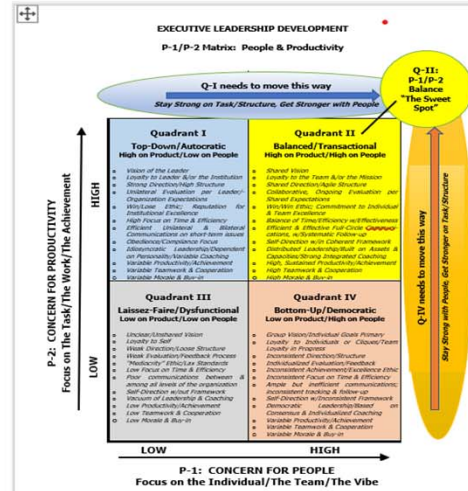 EXECUTIVE LEADERSHIP DEVELOPMENT
P-1/P-2 Matrix: People & Productivity
Q-I needs to move this way
Stay Strong on Task/Structure, Get Stronger with People
Q-II:
P-1/P-2
Balance
"The Sweet
Spot"
P-2: CONCERN FOR PRODUCTIVITY
Focus on The Task/The Work/The Achievement
HIGH
LOW
Quadrant I
Top-Down/Autocratic
High on Product/Low on People
Vision of the Leader
Loyalty to Leader &/or the Institution
Strong Direction/High Structure
Unilateral Evaluation per Leader/-
Organization Expectations
Win/Lose Ethic; Reputation for
Institutional Excellence
High Focus on Time & Efficiency
Efficient Unilateral & Bilateral
Communications on short-term issues
Obedience/Compliance Focus
Idiosyncratic Leadership/Dependent
on Personality/Variable Coaching
Variable Productivity/Achievement
Variable Teamwork & Cooperation
Variable Morale & Buy-in
Quadrant II
Balanced/Transactional
High on Product/High on People
Shared Vision
Loyalty to the Team &/or the Mission
Shared Direction/Agile Structure
Collaborative, Ongoing Evaluation per
Shared Expectations
Win/Win Ethic; Commitment to Individual
& Team Excellence
Balance of Time/Efficiency w/Effectiveness
Efficient & Effective Full-Circle
cations, w/Systematic Follow-up
Self-Direction w/in Coherent Framework
Distributed Leadership/Built on Assets &
Capacities/Strong Integrated Coaching
High, Sustained Productivity/Achievement
High Teamwork & Cooperation
High Morale & Buy-in
Quadrant III
Laissez-Faire/Dysfunctional
Low on Product/Low on People
Unclear/Unshared Vision
Loyalty to Self
Weak Direction/Loose Structure
Weak Evaluation/Feedback Process
"Mediocrity" Ethic/Low Standards
Low Focus on Time & Efficiency
Poor communications between &
among all levels of the organization
Self-Direction w/out Framework
Vacuum of Leadership & Coaching
Low Productivity/Achievement
Low Teamwork & Cooperation
Low Morale & Buy-in
Quadrant IV
Bottom-Up/Democratic
Low on Product/High on People
Group Vision/Individual Goals Primary
Loyalty to Individuals or Cliques/Team
Loyalty in Progress
Inconsistent Direction/Structure
Individualized Evaluation/Feedback
Inconsistent Achievement/Excellence Ethic
Inconsistent Focus on Time & Efficiency
Ample but inefficient communications;
inconsistent tracking & follow-up
Self-Direction w/Inconsistent Framework
Democratic Leadership/Based on
Consensus & Individualized Coaching
Variable Productivity/Achievement
Variable Teamwork & Cooperation
Variable Morale & Buy-in
Q-IV needs to move this way
Stay Strong with People, Get Stronger on Task/Structure
LOW
HIGH
P-1: CONCERN FOR PEOPLE
Focus on the Individual/The Team/The Vibe